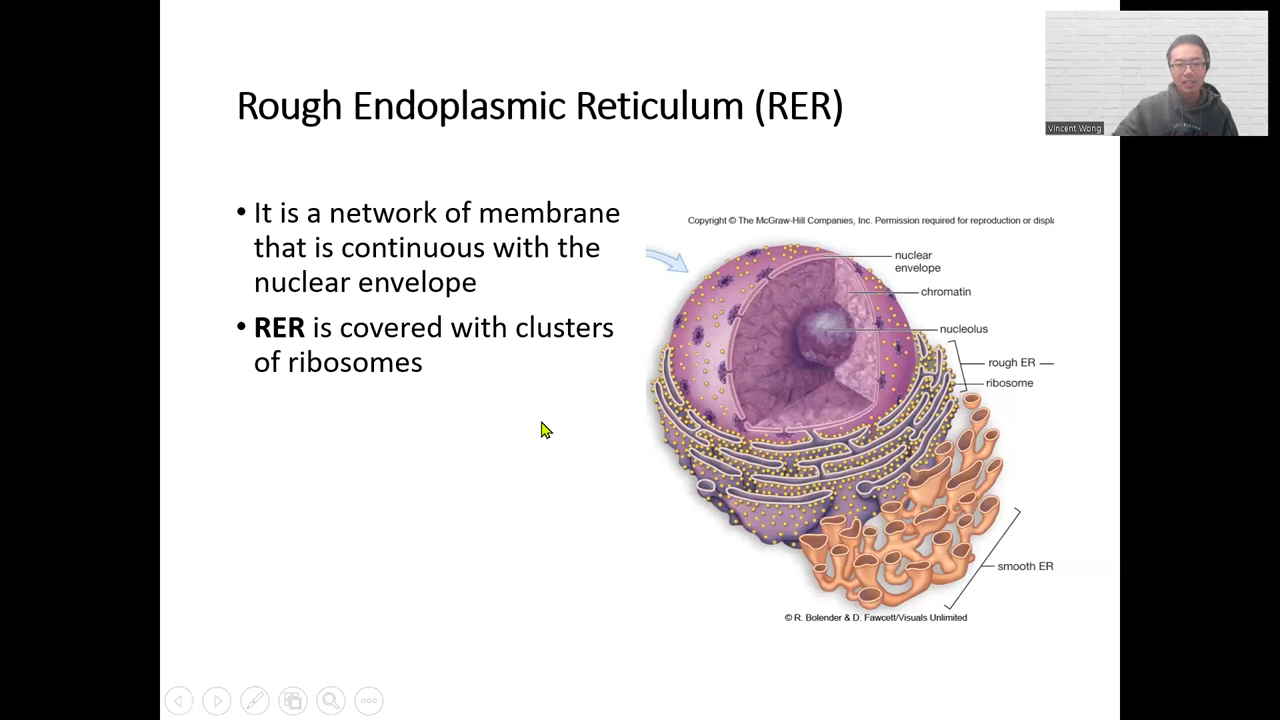 Rough Endoplasmic Reticulum (RER)
Vincent Wong
• It is a network of membrane
that is continuous with the
nuclear envelope
• RER is covered with clusters
of ribosomes
Copyright © The McGraw-Hill Companies, Inc. Permission required for reproduction or
nuclear
envelope
chromatin
nucleolus
rough ER
ribosome
smooth ER
© R. Bolender & D. Fawcett/Visuals Unlimited